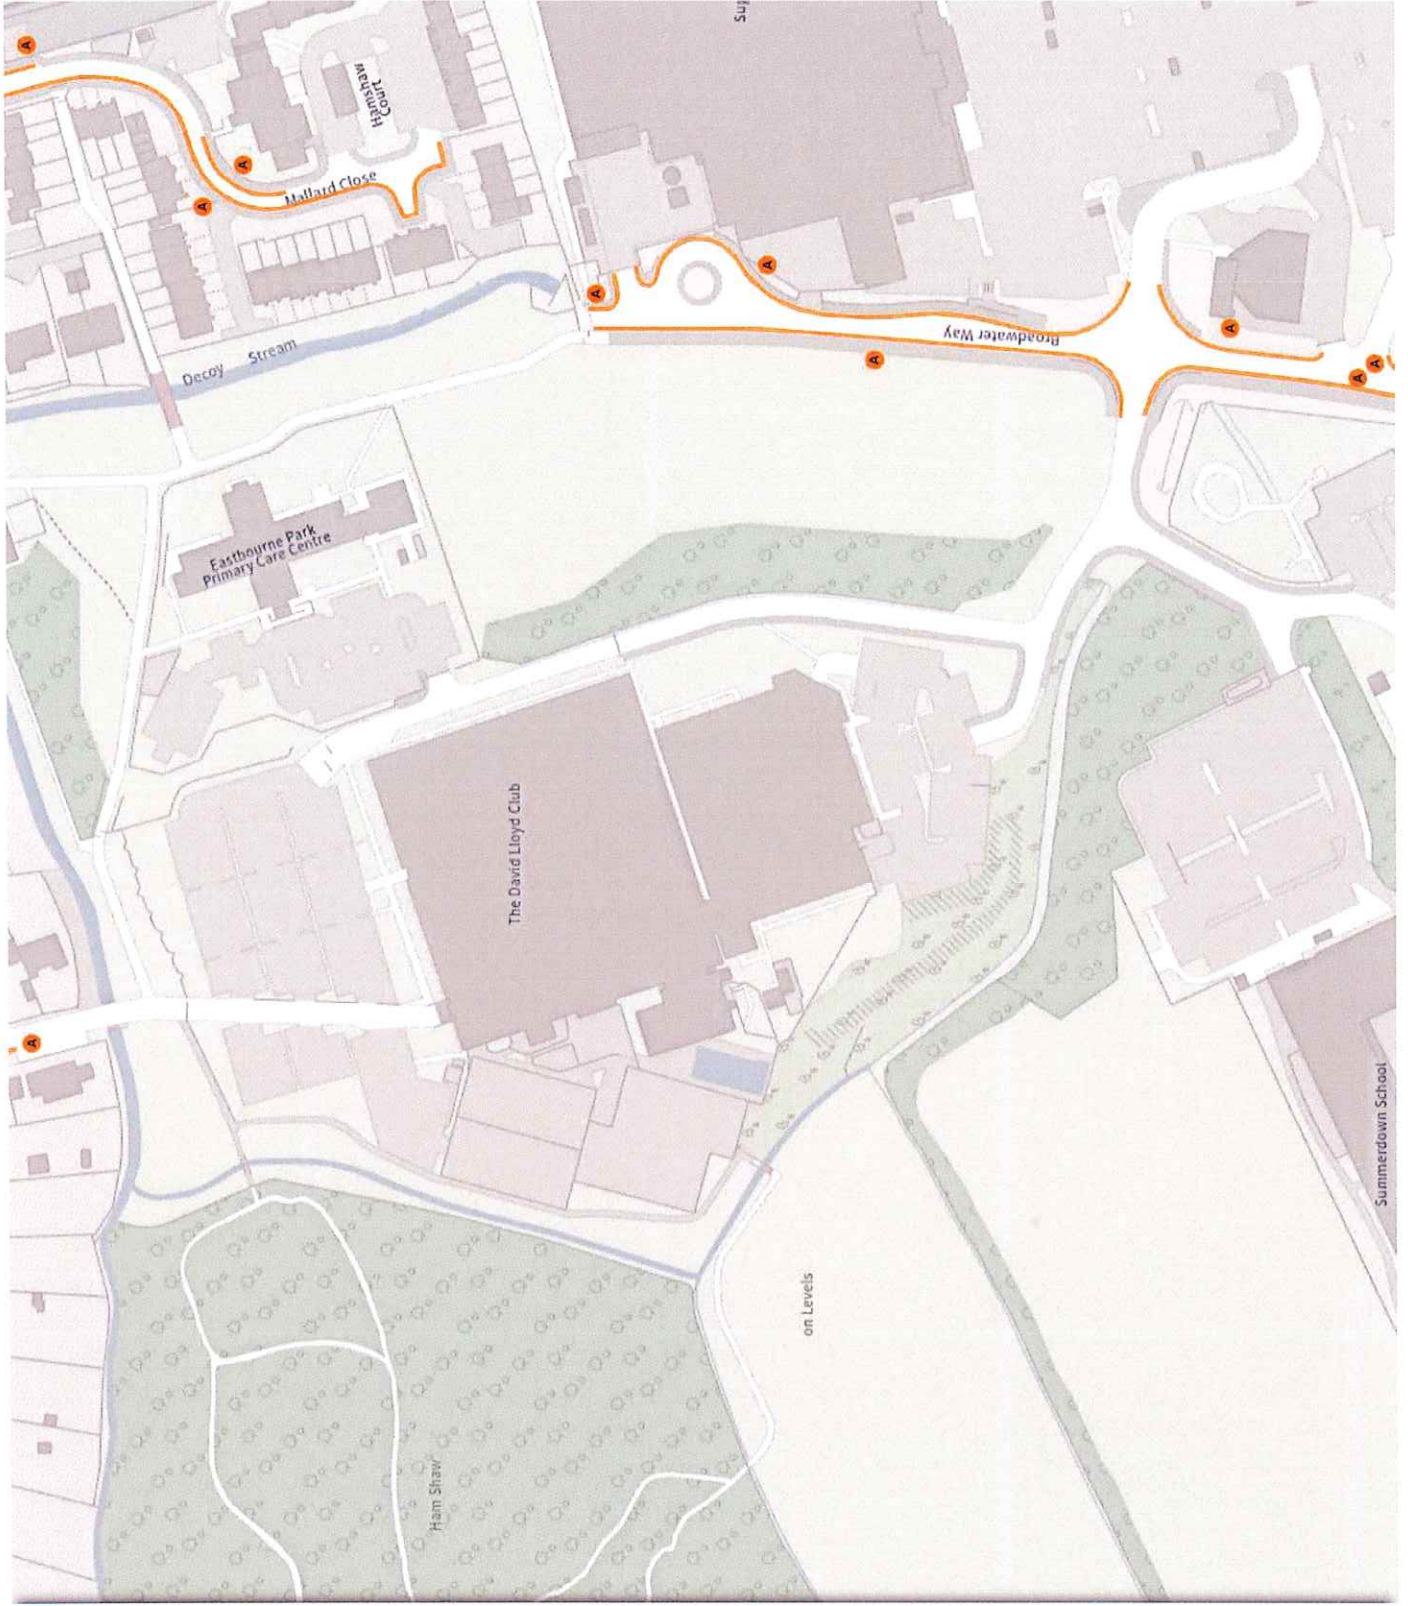 Sup
Hamshaw
Court
Mallard Close
Decoy Stream
Broadwater Way
Eastbourne Park
Primary Care Centre
The David Lloyd Club
Summerdown School
on Levels
Ham Shaw
A
A
A
A
A
A
A
A
A
A